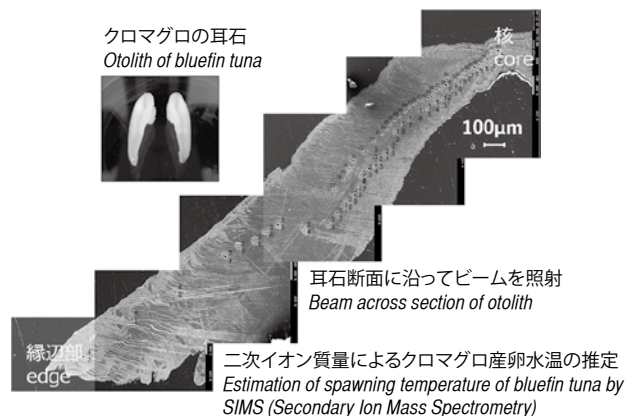 クロマグロの耳石
Otolith of bluefin tuna
核
core
100μm
耳石断面に沿ってビームを照射
Beam across section of otolith
縁辺部
edge
二次イオン質量によるクロマグロ産卵水温の推定
Estimation of spawning temperature of bluefin tuna by
SIMS (Secondary Ion Mass Spectrometry)